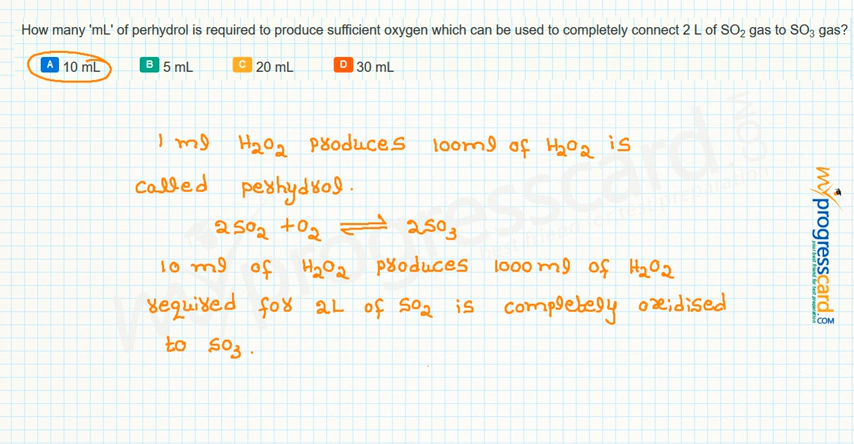 How many 'mL' of perhydrol is required to produce sufficient oxygen which can be used to completely connect 2 L of SO₂ gas to SO₃ gas?
A 10 mL B 5 mL C 20 mL D 30 mL
1 ml H₂O₂ produces 100ml of H₂O₂ is
called perhydrol.
2SO₂ + O₂ ⇌ 2SO₃
10 ml of H₂O₂ produces 1000 ml of H₂O₂
required for 2L of SO₂ is completely oxidised
to SO₃.
myprogresscard.COM